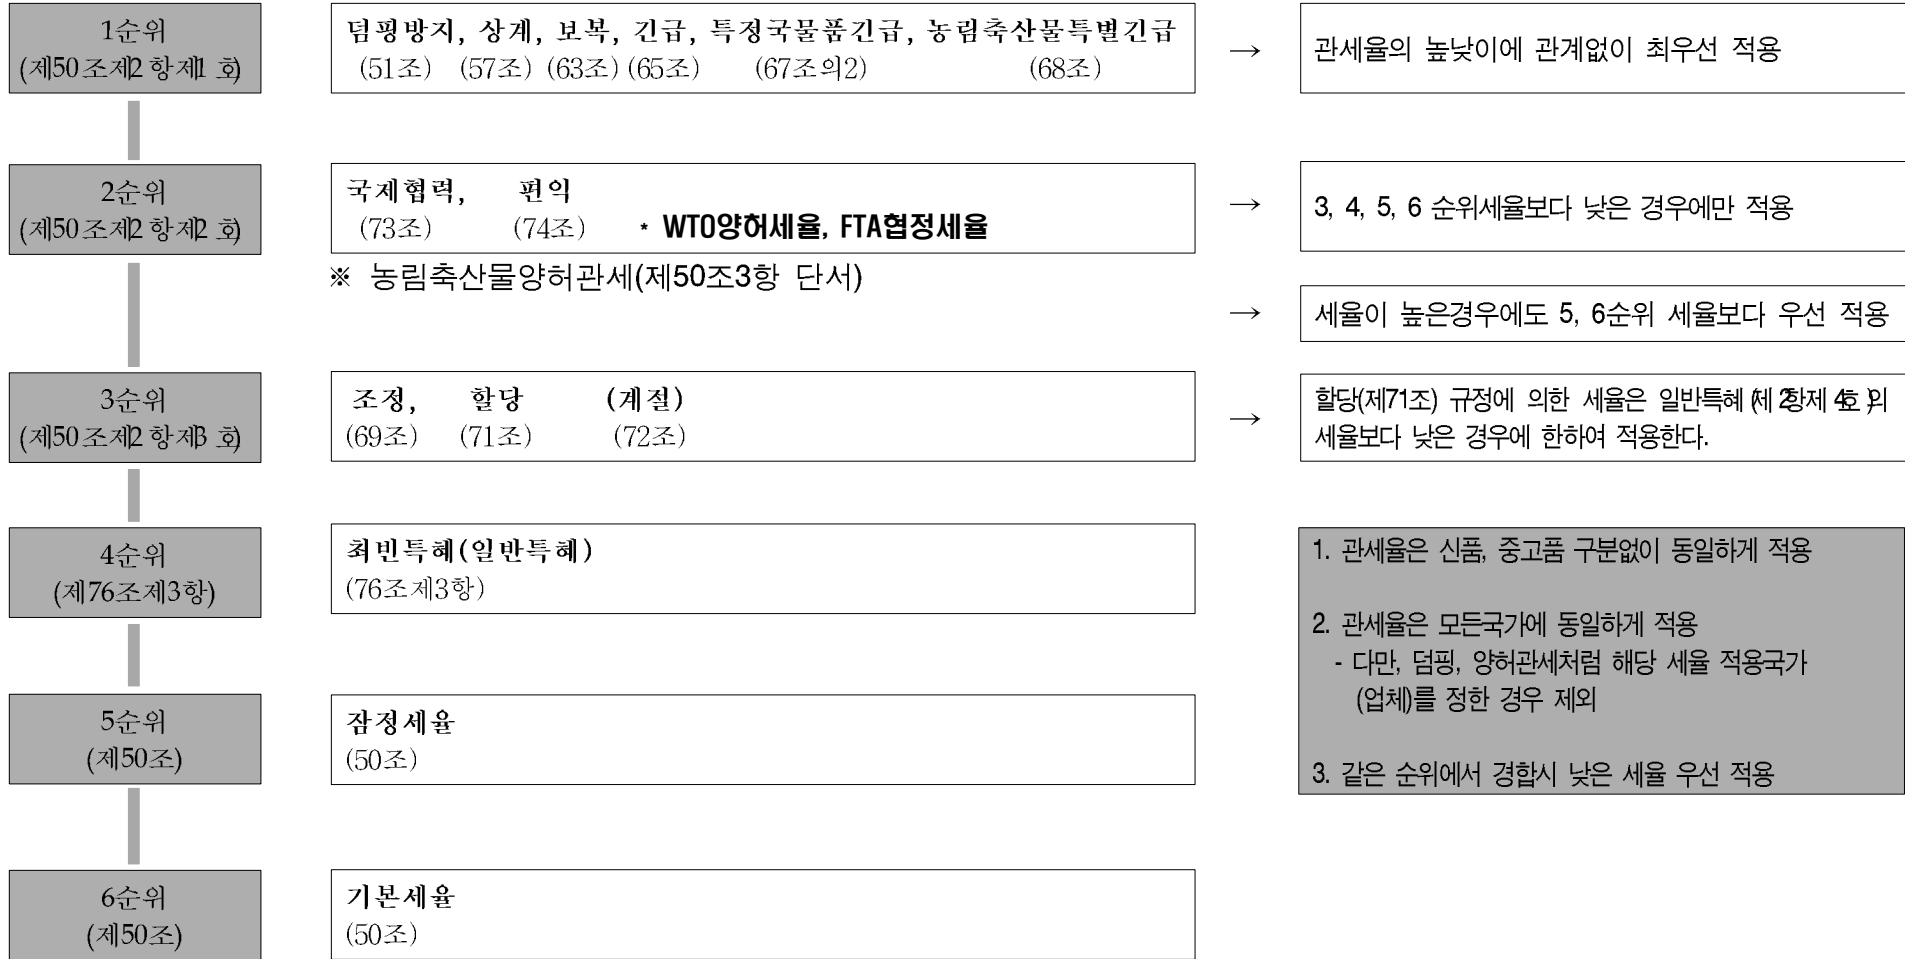 1순위
(제50조제2항제1호)
덤핑방지, 상계, 보복, 긴급, 특정국물품긴급, 농림축산물특별긴급
(51조) (57조) (63조) (65조) (67조의2) (68조)
→
관세율의 높낮이에 관계없이 최우선 적용
2순위
(제50조제2항제2호)
국제협력, 편익
(73조) (74조) * WTO양허세율, FTA협정세율
→
3, 4, 5, 6 순위세율보다 낮은 경우에만 적용
※ 농림축산물양허관세(제50조3항 단서)
→
세율이 높은경우에도 5, 6순위 세율보다 우선 적용
3순위
(제50조제2항제3호)
조정, 할당 (계절)
(69조) (71조) (72조)
→
할당(제71조) 규정에 의한 세율은 일반특혜(제2항제4호)의
세율보다 낮은 경우에 한하여 적용한다.
4순위
(제76조제3항)
최빈특혜(일반특혜)
(76조제3항)
1. 관세율은 신품, 중고품 구분없이 동일하게 적용
2. 관세율은 모든국가에 동일하게 적용
- 다만, 덤핑, 양허관세처럼 해당 세율 적용국가
(업체)를 정한 경우 제외
3. 같은 순위에서 경합시 낮은 세율 우선 적용
5순위
(제50조)
잠정세율
(50조)
6순위
(제50조)
기본세율
(50조)